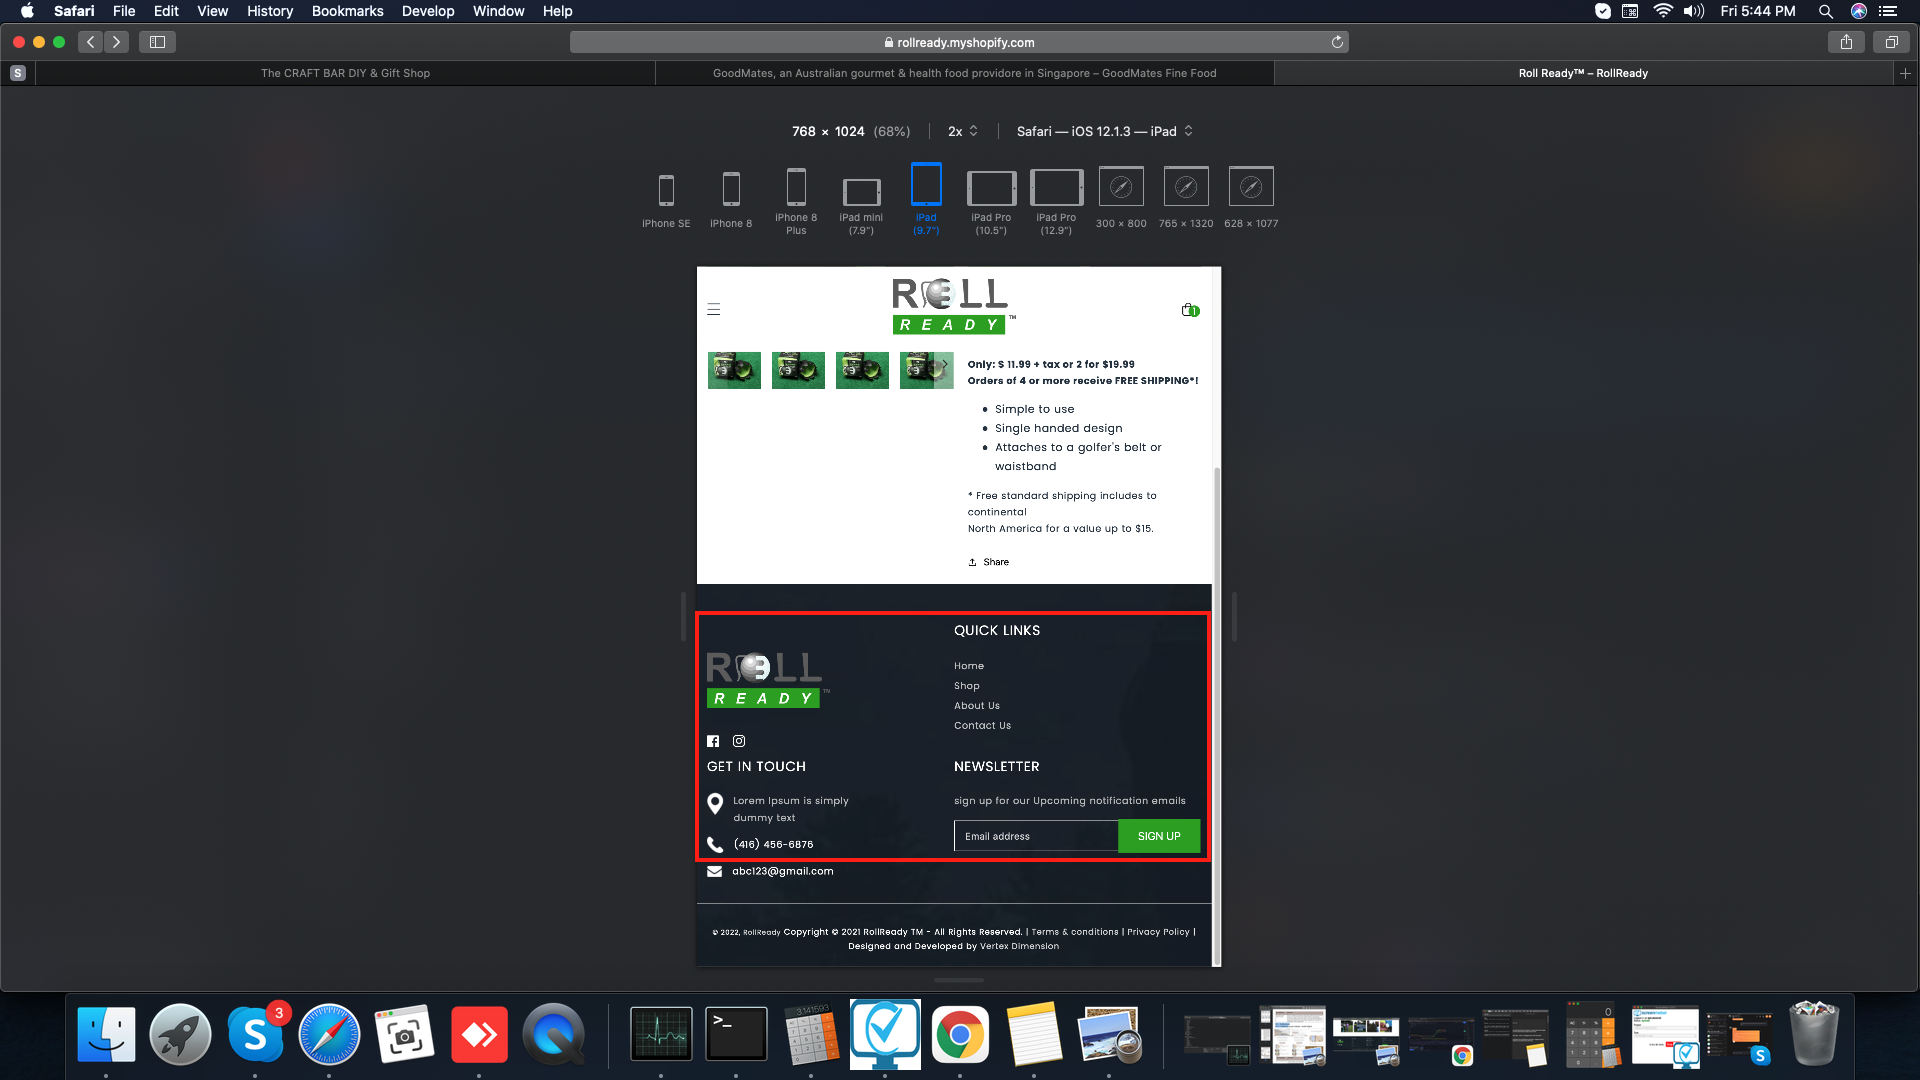 Safari File Edit View History Bookmarks Develop Window Help Fri 5:44 PM
rollready.myshopify.com
S The CRAFT BAR DIY & Gift Shop GoodMates, an Australian gourmet & health food providore in Singapore – GoodMates Fine Food Roll Ready™ – RollReady
768 × 1024 (68%) 2x Safari — iOS 12.1.3 — iPad
iPhone SE
iPhone 8
iPhone 8
Plus
iPad mini
(7.9")
iPad
(9.7")
iPad Pro
(10.5")
iPad Pro
(12.9")
300 × 800
765 × 1320
628 × 1077
ROLL
READY™
1
Only: $ 11.99 + tax or 2 for $19.99
Orders of 4 or more receive FREE SHIPPING*!
• Simple to use
• Single handed design
• Attaches to a golfer's belt or
waistband
* Free standard shipping includes to
continental
North America for a value up to $15.
Share
ROLL
READY™
QUICK LINKS
Home
Shop
About Us
Contact Us
GET IN TOUCH
Lorem Ipsum is simply
dummy text
(416) 456-6876
abc123@gmail.com
NEWSLETTER
sign up for our Upcoming notification emails
Email address SIGN UP
© 2022, RollReady Copyright © 2021 RollReady TM - All Rights Reserved. | Terms & conditions | Privacy Policy |
Designed and Developed by Vertex Dimension
3
3.141593
0